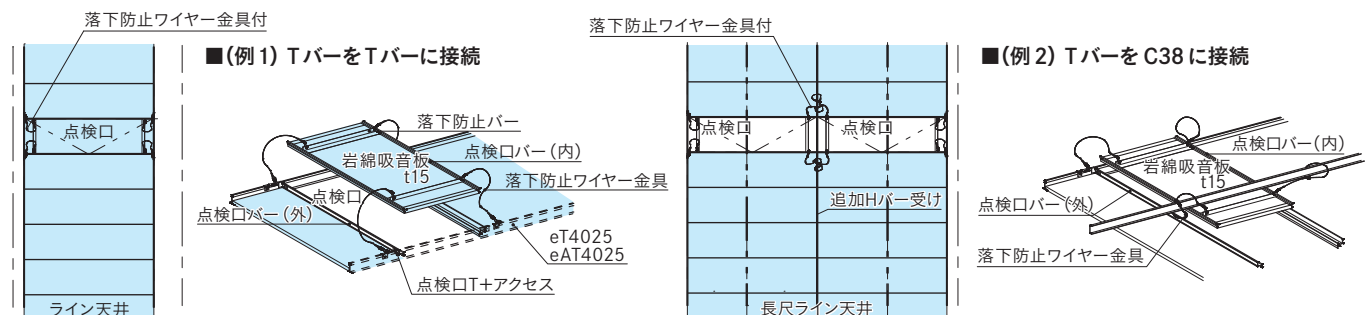 落下防止ワイヤー金具付
点検口
ライン天井
■(例1) TバーをTバーに接続
落下防止バー
点検口バー(内)
岩綿吸音板
t15
落下防止ワイヤー金具
点検口
点検口バー(外)
eT4025
eAT4025
点検口T+アクセス
落下防止ワイヤー金具付
点検口
点検口
追加Hバー受け
長尺ライン天井
■(例2) TバーをC38に接続
点検口バー(内)
岩綿吸音板
t15
点検口バー(外)
落下防止ワイヤー金具